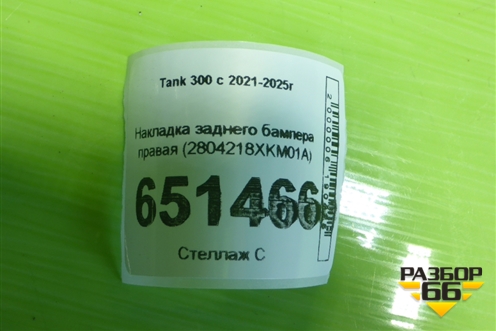 Tank 300 с 2021-2025г
Накладка заднего бампера
правая (2804218XKM01A)
651466
Стеллаж С
РАЗБОР
66